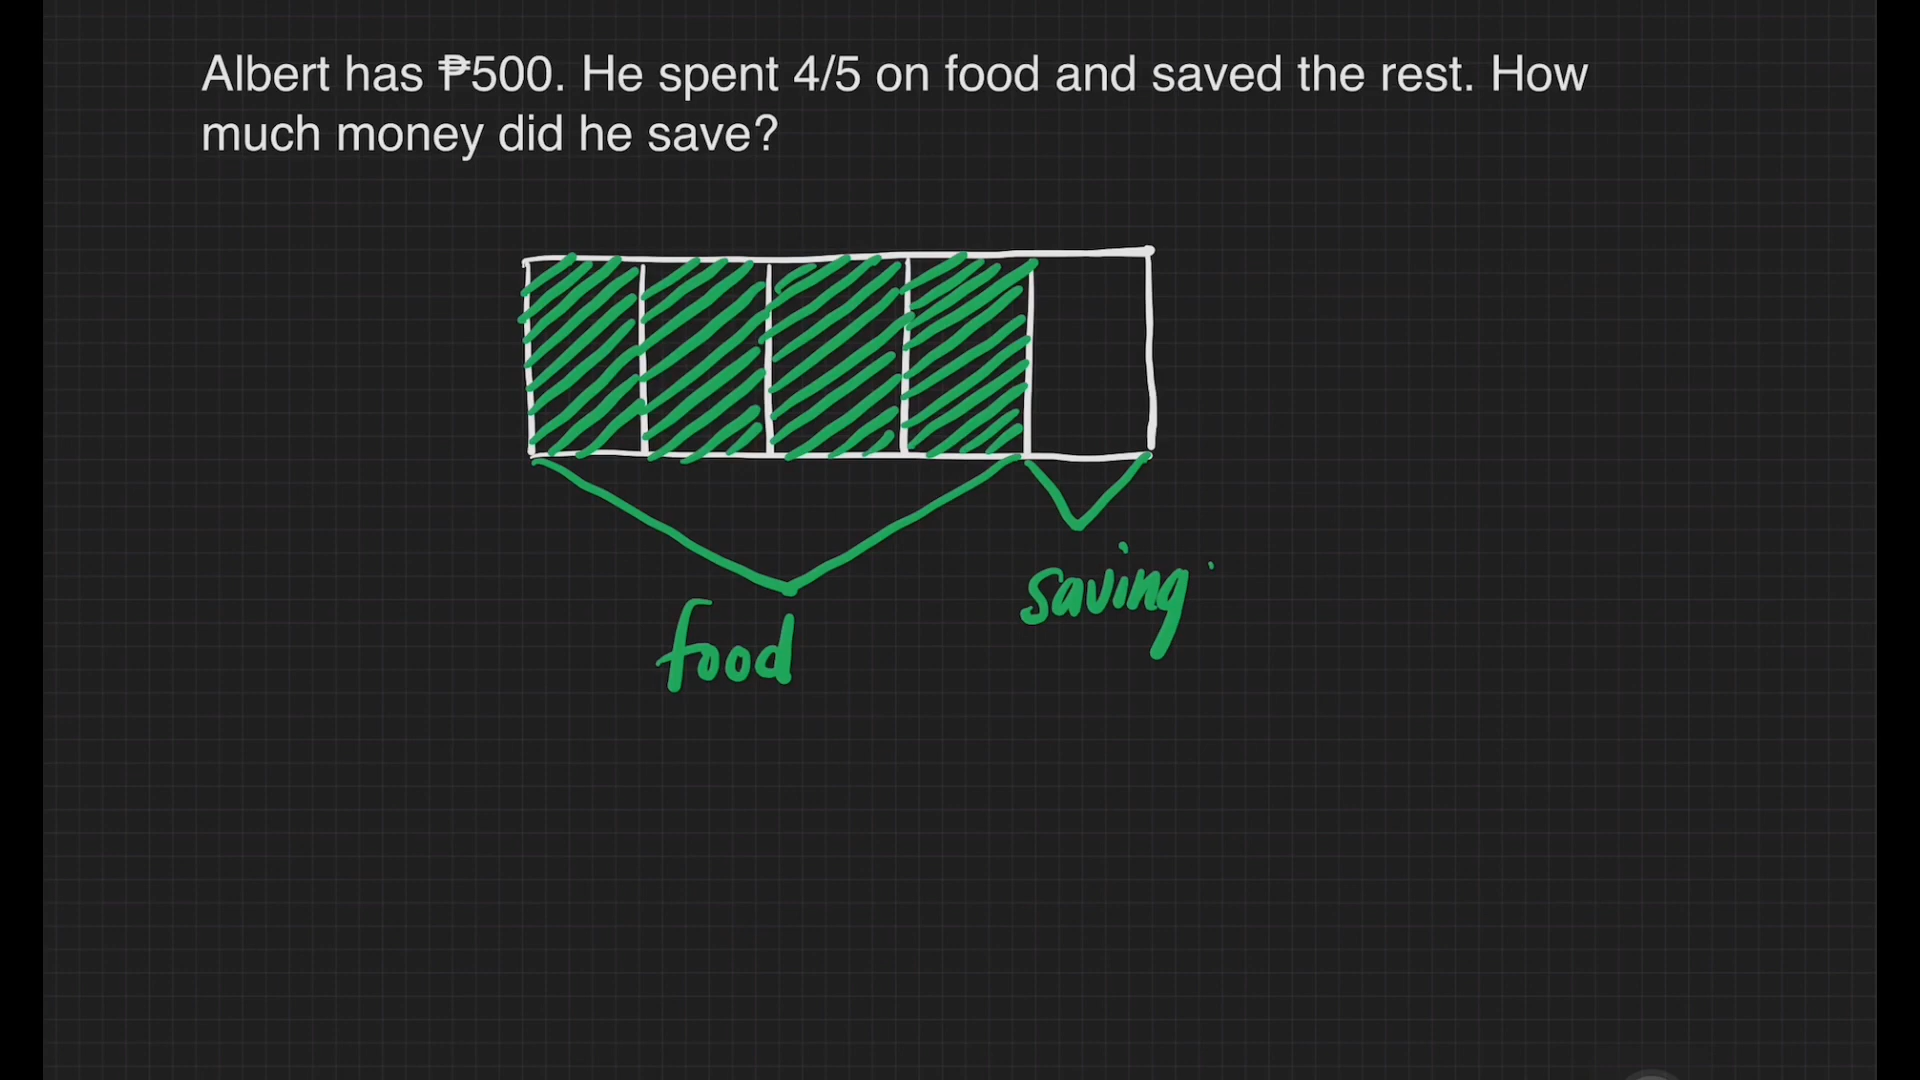 Albert has ₱500. He spent 4/5 on food and saved the rest. How
much money did he save?
saving
food